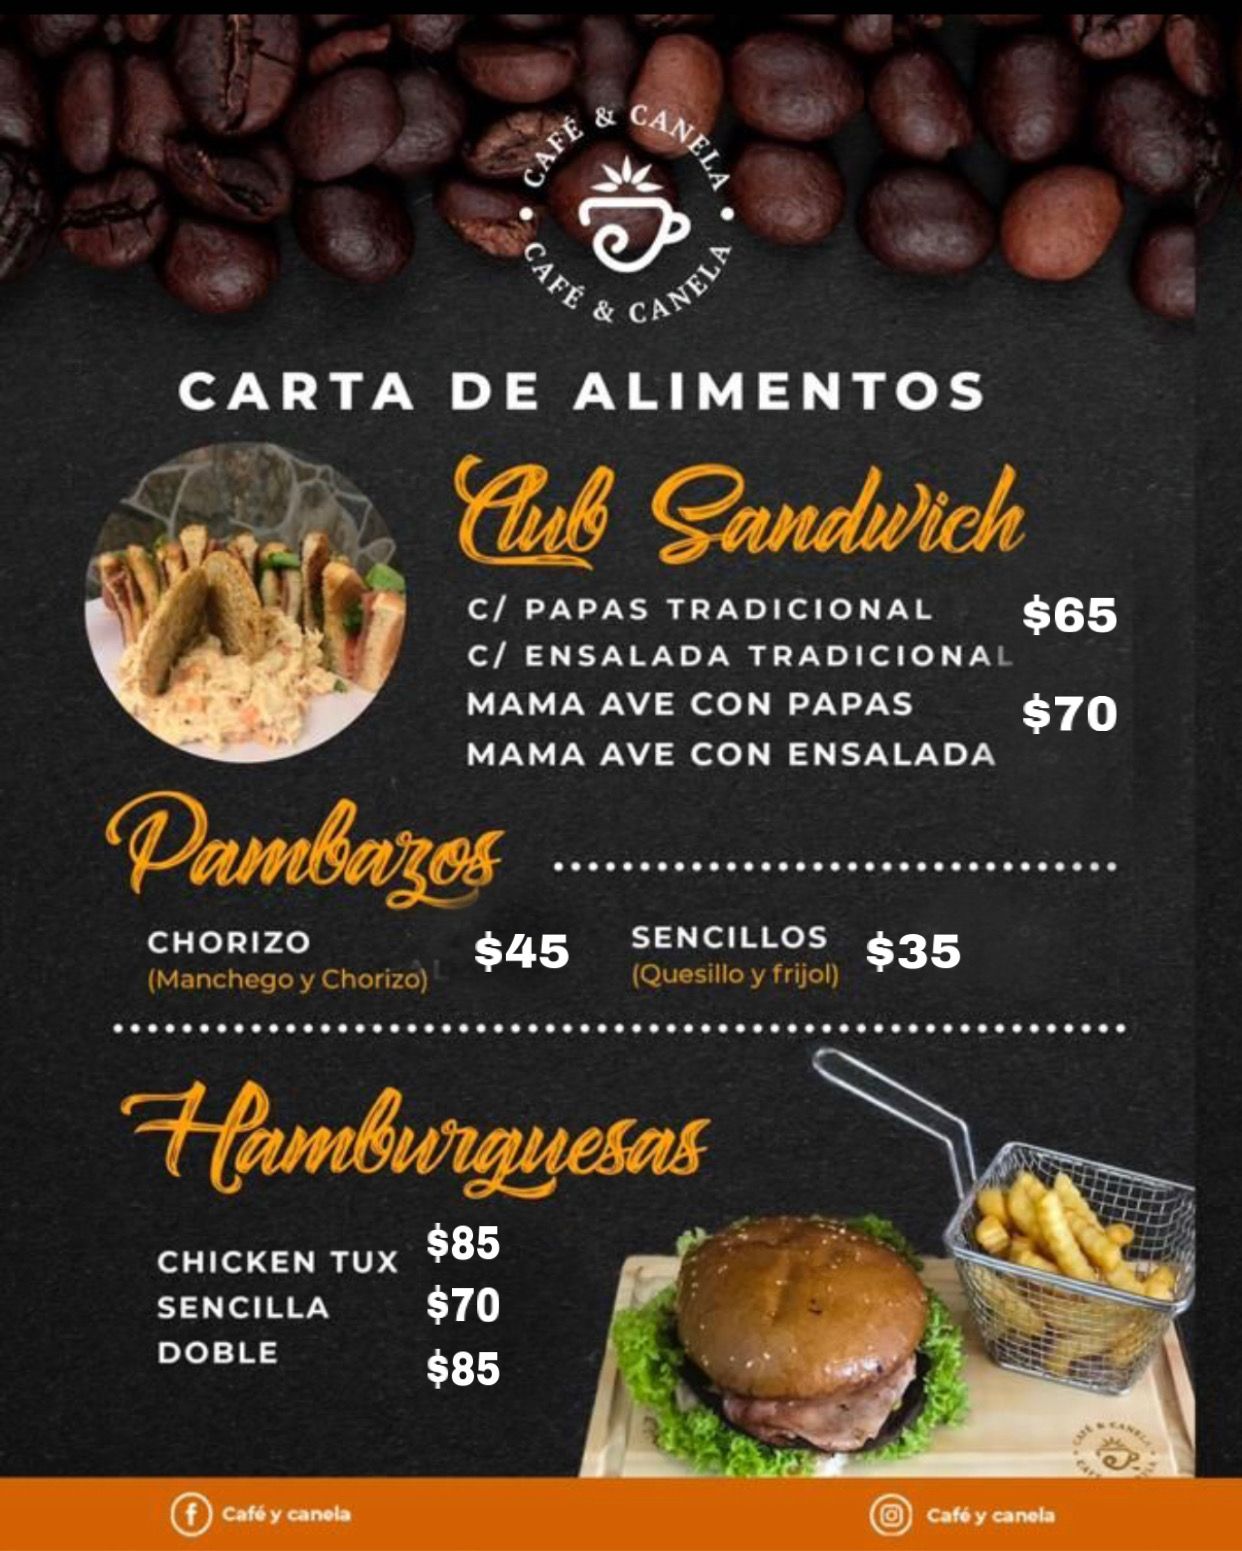 CAFÉ & CANELA
CAFÉ & CANELA
CARTA DE ALIMENTOS
Club Sandwich
C/ PAPAS TRADICIONAL $65
C/ ENSALADA TRADICIONAL
MAMA AVE CON PAPAS $70
MAMA AVE CON ENSALADA
Pambazos
CHORIZO $45 SENCILLOS $35
(Manchego y Chorizo) (Quesillo y frijol)
Hamburguesas
CHICKEN TUX $85
SENCILLA $70
DOBLE $85
CAFÉ & CANELA
Café y canela Café y canela